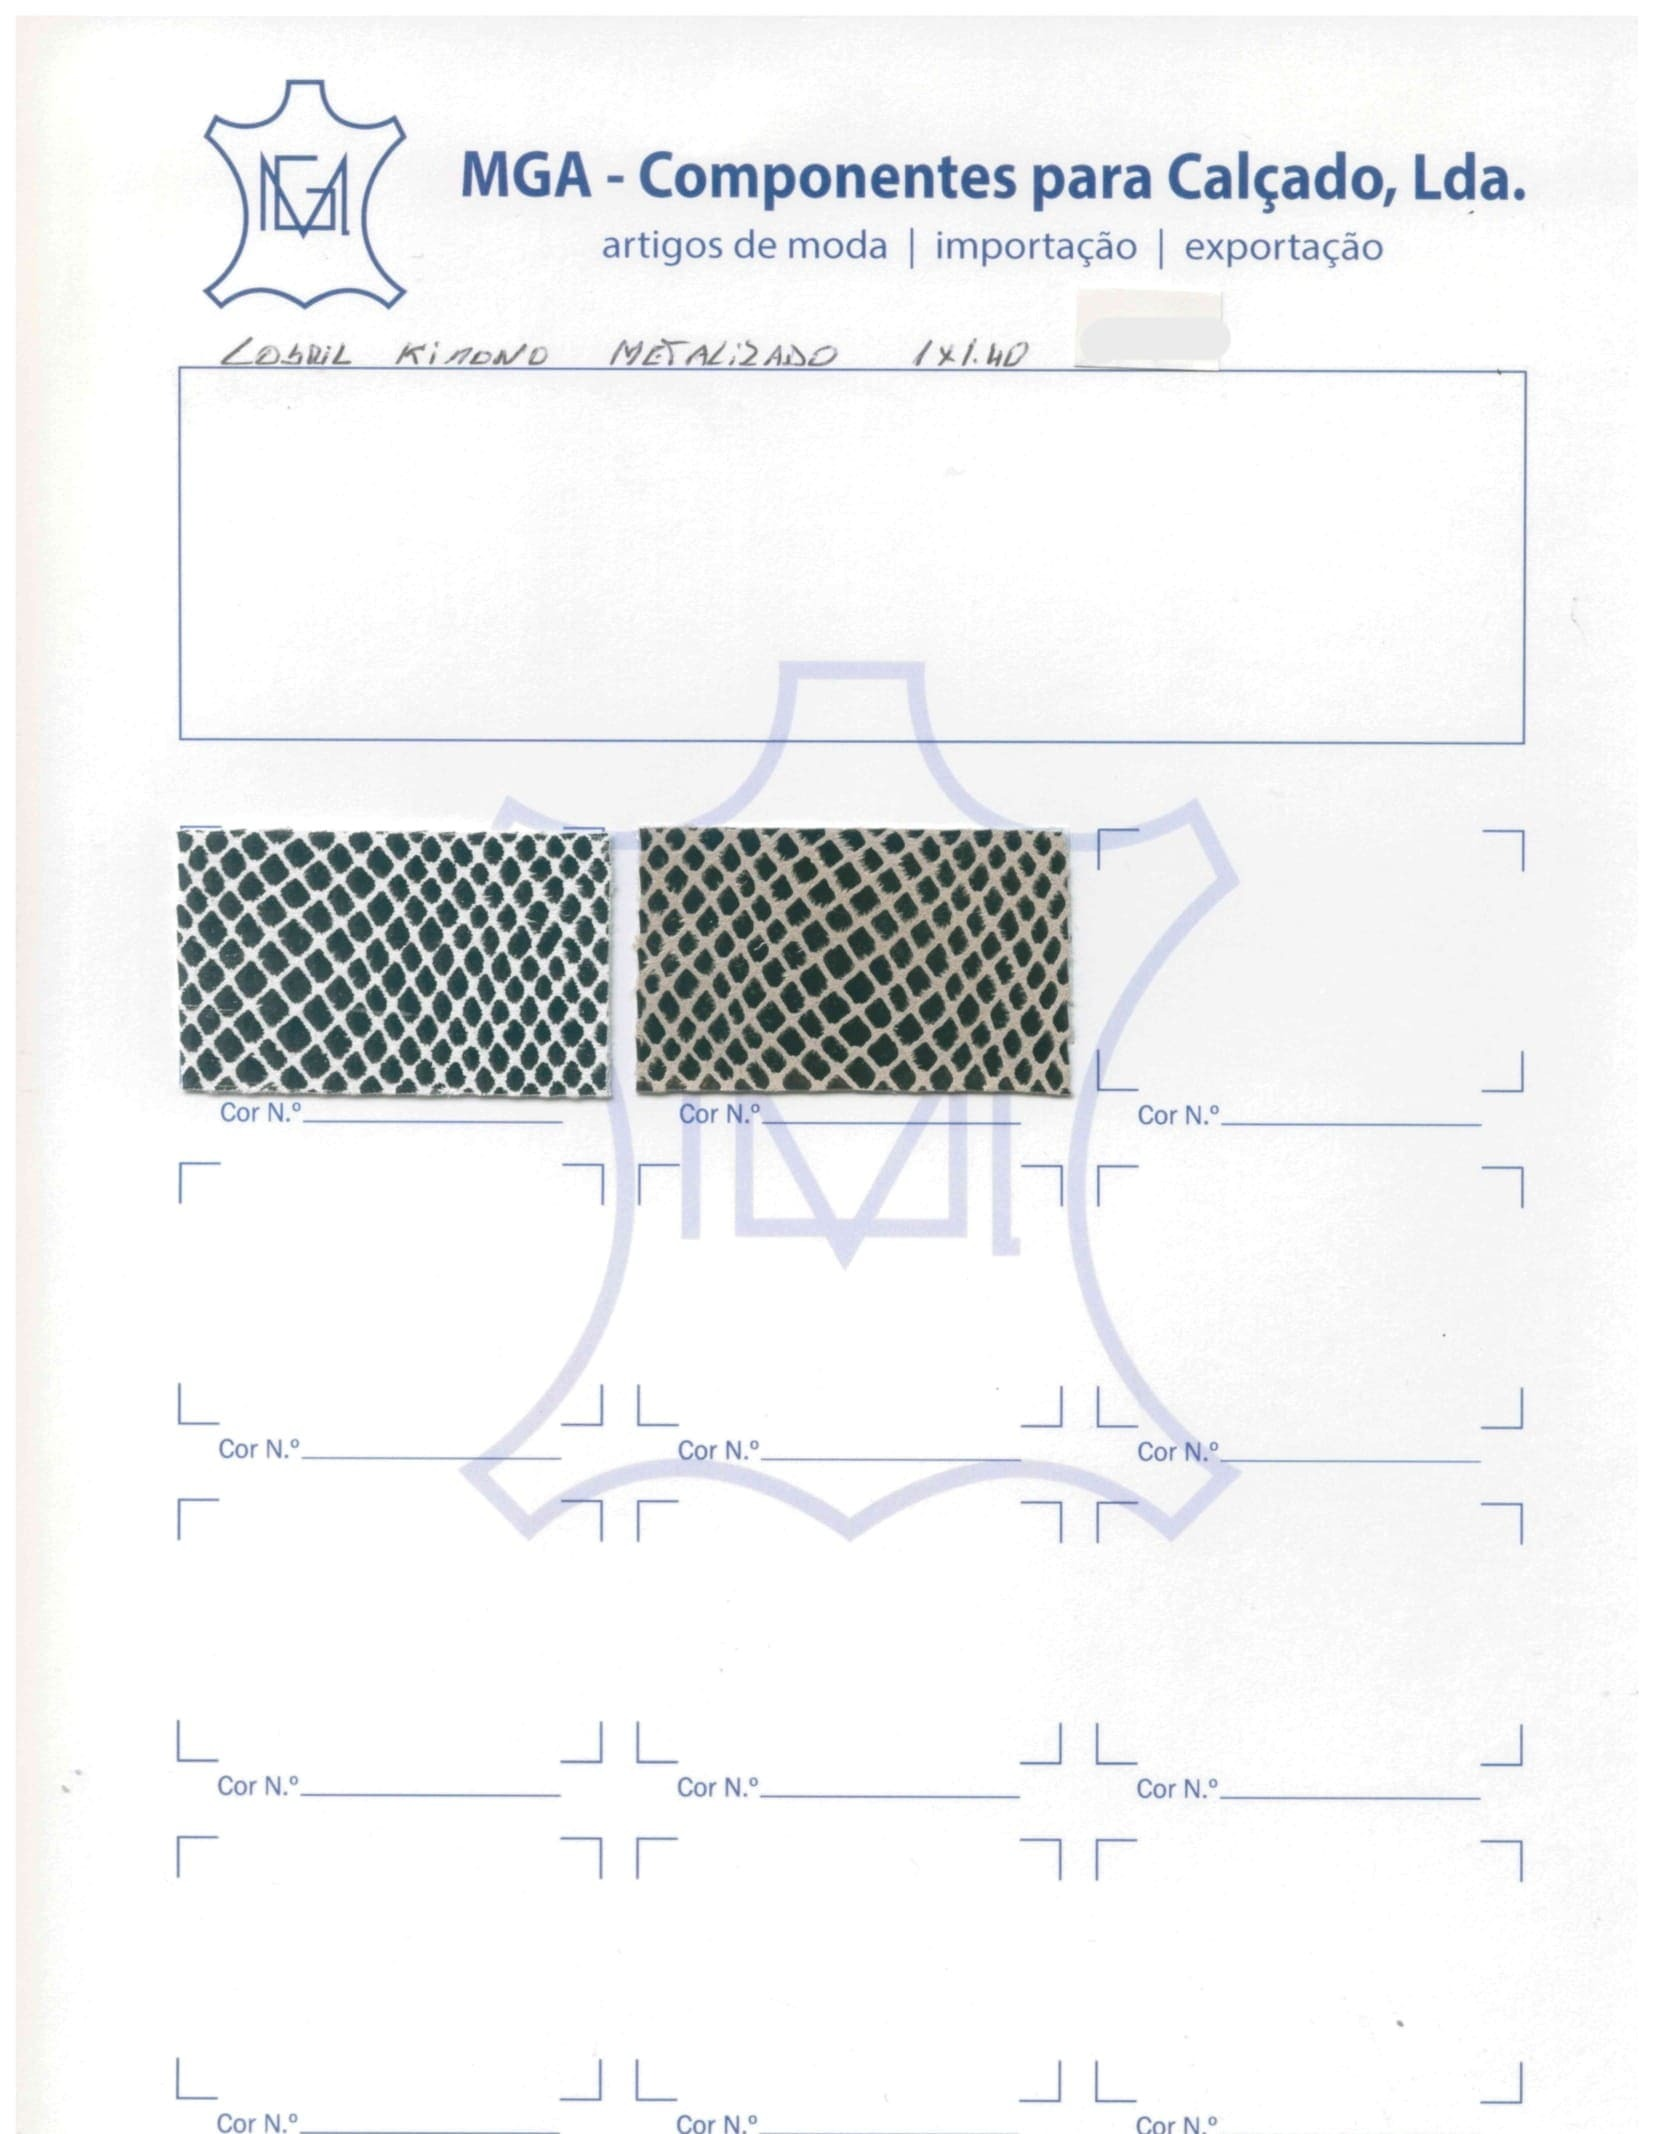 MGA - Componentes para Calçado, Lda.
artigos de moda | importação | exportação
KIMONO METALIZADO 1x1.40
Cor N.º Cor N.º Cor N.º
Cor N.º Cor N.º Cor N.º
Cor N.º Cor N.º Cor N.º
Cor N.º Cor N.º Cor N.º